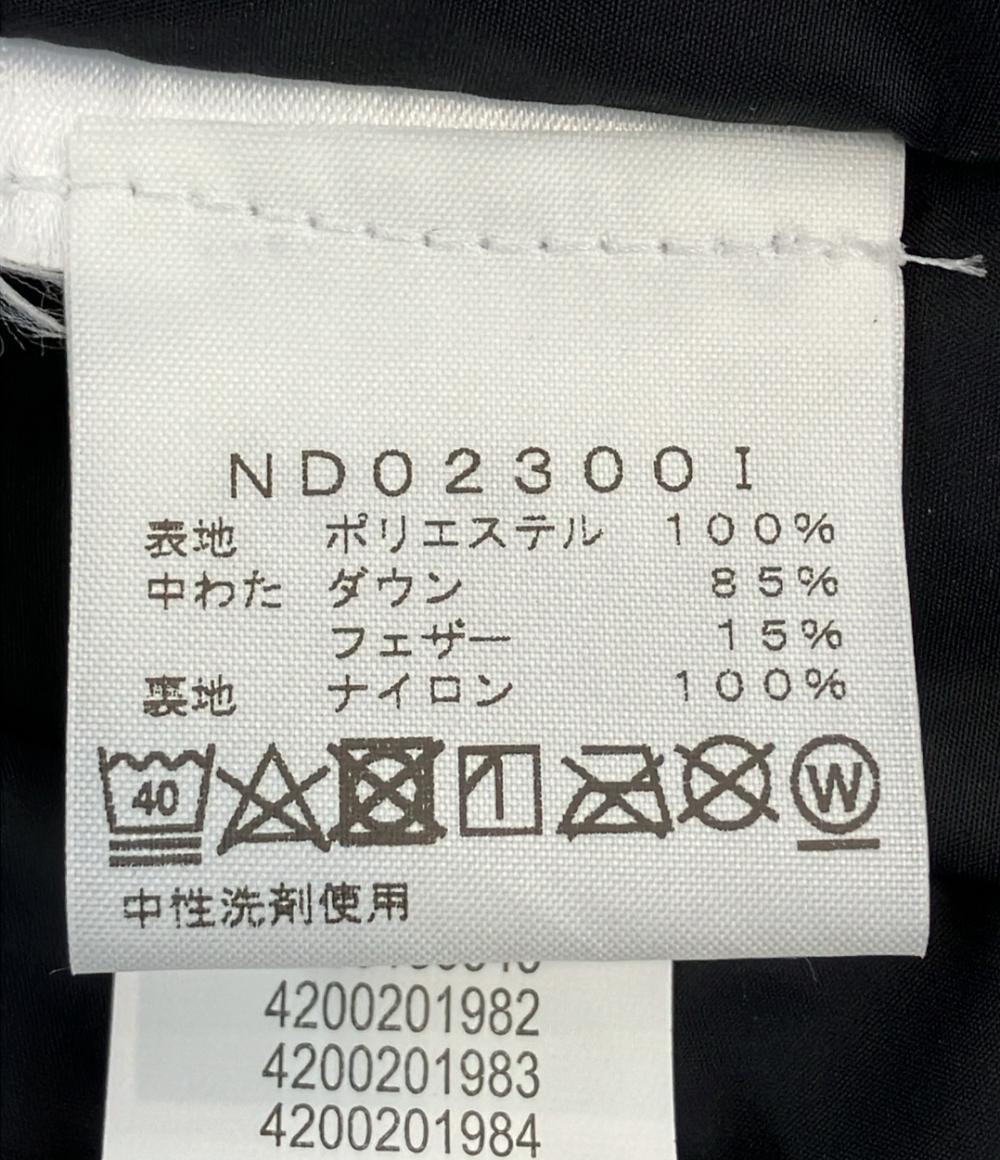 ND02300I
表地 ポリエステル 100%
中わた ダウン 85%
フェザー 15%
裏地 ナイロン 100%
40 W
中性洗剤使用
4200201982
4200201983
4200201984